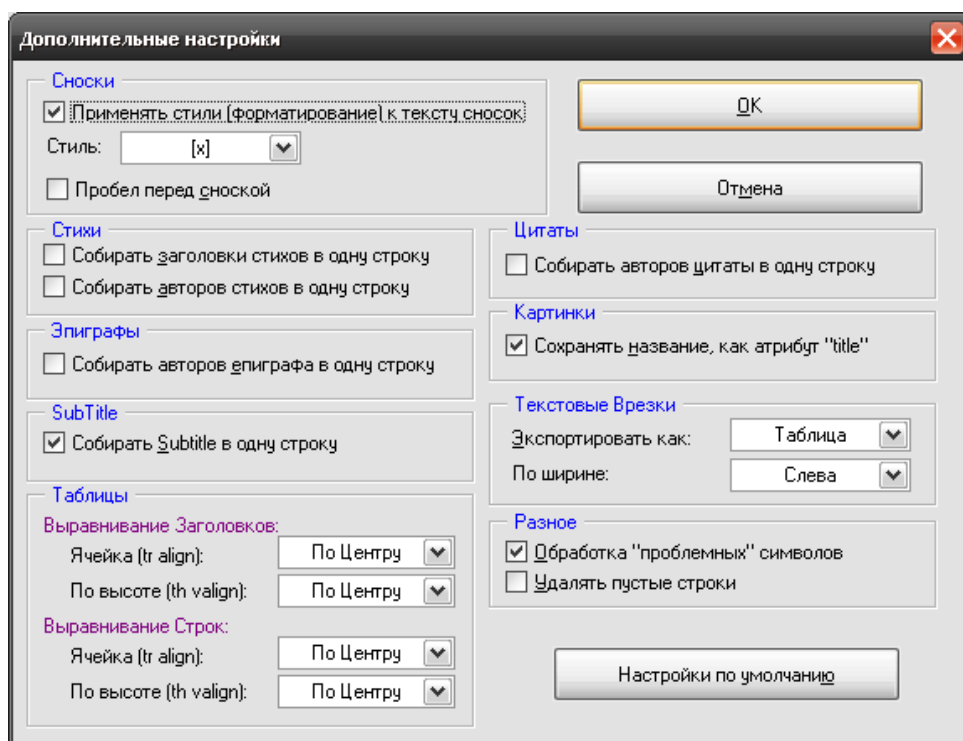 Дополнительные настройки
Сноски
Применять стили (форматирование) к тексту сносок
Стиль: [x]
Пробел перед сноской
OK
Отмена
Стихи
Собирать заголовки стихов в одну строку
Собирать авторов стихов в одну строку
Цитаты
Собирать авторов цитаты в одну строку
Эпиграфы
Собирать авторов епиграфа в одну строку
Картинки
Сохранять название, как атрибут "title"
SubTitle
Собирать Subtitle в одну строку
Текстовые Врезки
Экспортировать как: Таблица
По ширине: Слева
Таблицы
Выравнивание Заголовков:
Ячейка (tr align): По Центру
По высоте (th valign): По Центру
Выравнивание Строк:
Ячейка (tr align): По Центру
По высоте (th valign): По Центру
Разное
Обработка "проблемных" символов
Удалять пустые строки
Настройки по умолчанию